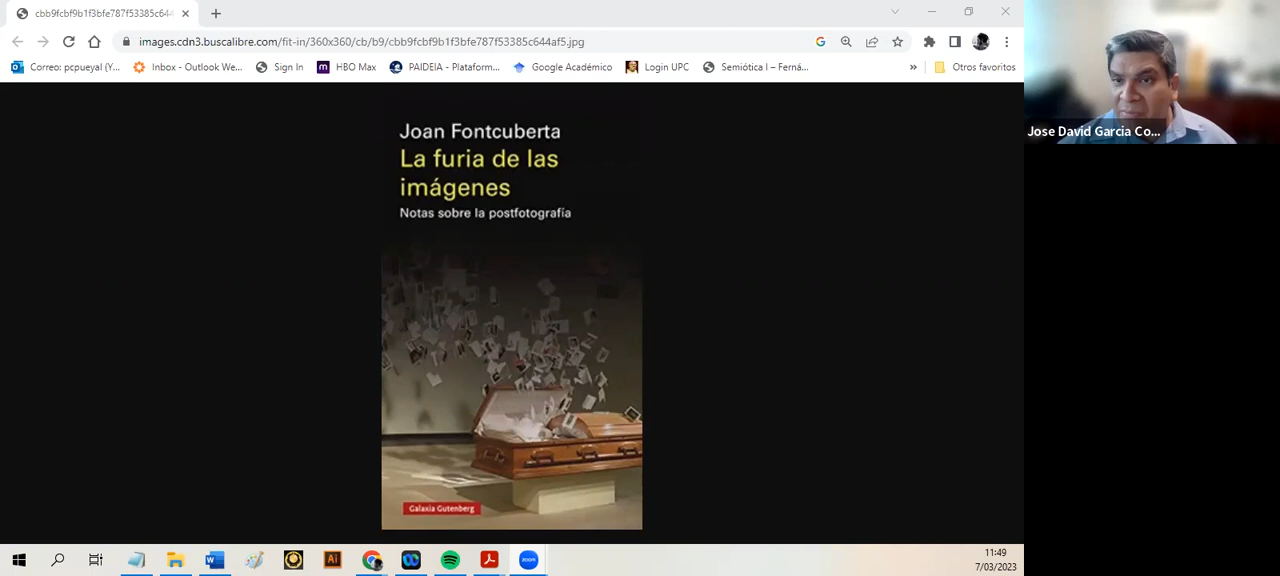 cbb9fcbf9b1f3bfe787f53385c644
images.cdn3.buscalibre.com/fit-in/360x360/cb/b9/cbb9fcbf9b1f3bfe787f53385c644af5.jpg
Correo: pcpueyal (Y... Inbox - Outlook We... Sign In HBO Max PAIDEIA - Plataform... Google Académico Login UPC Semiótica I – Ferná... » Otros favoritos
Jose David Garcia Co...
Joan Fontcuberta
La furia de las
imágenes
Notas sobre la postfotografía
Galaxia Gutenberg
zoom
11:49
7/03/2023